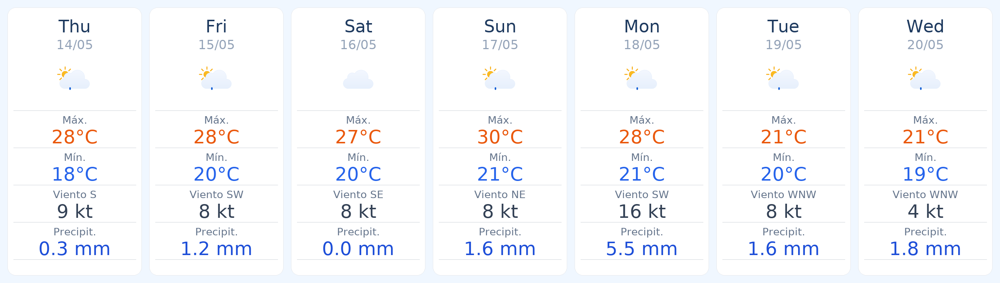 Thu
14/05
Máx.
28°C
Mín.
18°C
Viento S
9 kt
Precipit.
0.3 mm
Fri
15/05
Máx.
28°C
Mín.
20°C
Viento SW
8 kt
Precipit.
1.2 mm
Sat
16/05
Máx.
27°C
Mín.
20°C
Viento SE
8 kt
Precipit.
0.0 mm
Sun
17/05
Máx.
30°C
Mín.
21°C
Viento NE
8 kt
Precipit.
1.6 mm
Mon
18/05
Máx.
28°C
Mín.
21°C
Viento SW
16 kt
Precipit.
5.5 mm
Tue
19/05
Máx.
21°C
Mín.
20°C
Viento WNW
8 kt
Precipit.
1.6 mm
Wed
20/05
Máx.
21°C
Mín.
19°C
Viento WNW
4 kt
Precipit.
1.8 mm